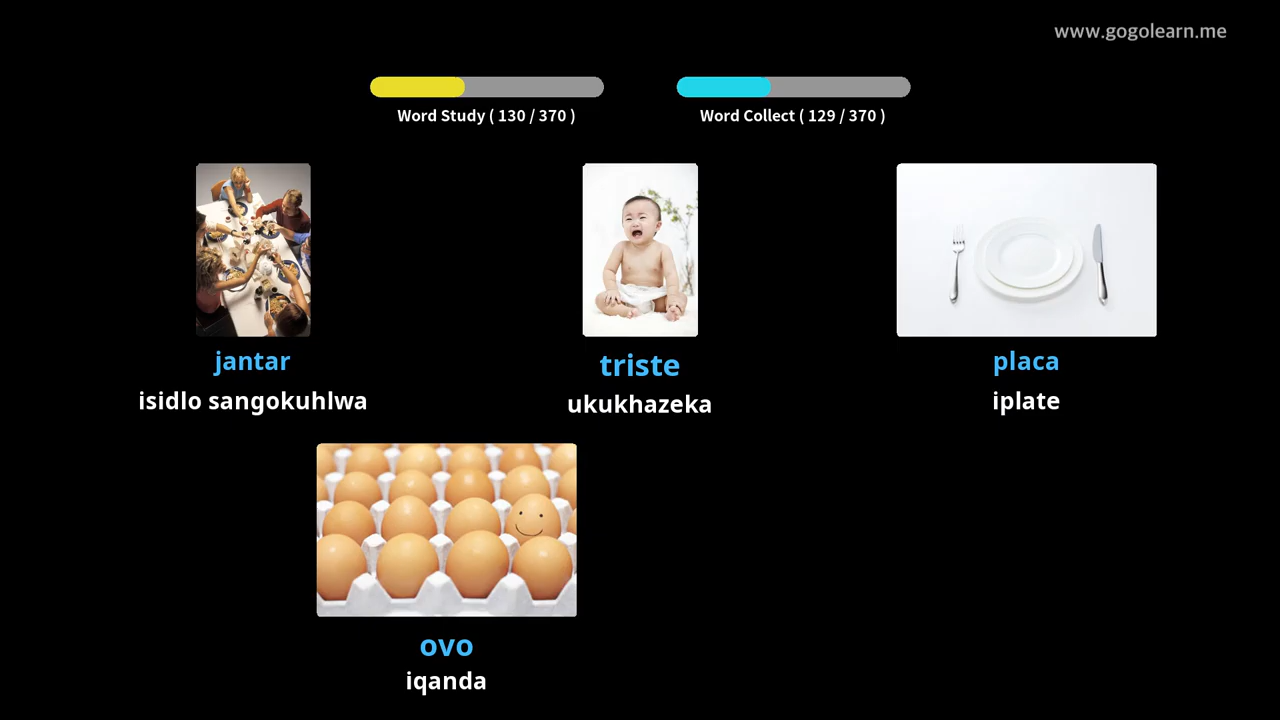 www.gogolearn.me
Word Study ( 130 / 370 )
Word Collect ( 129 / 370 )
jantar
isidlo sangokuhlwa
triste
ukukhazeka
placa
iplate
ovo
iqanda